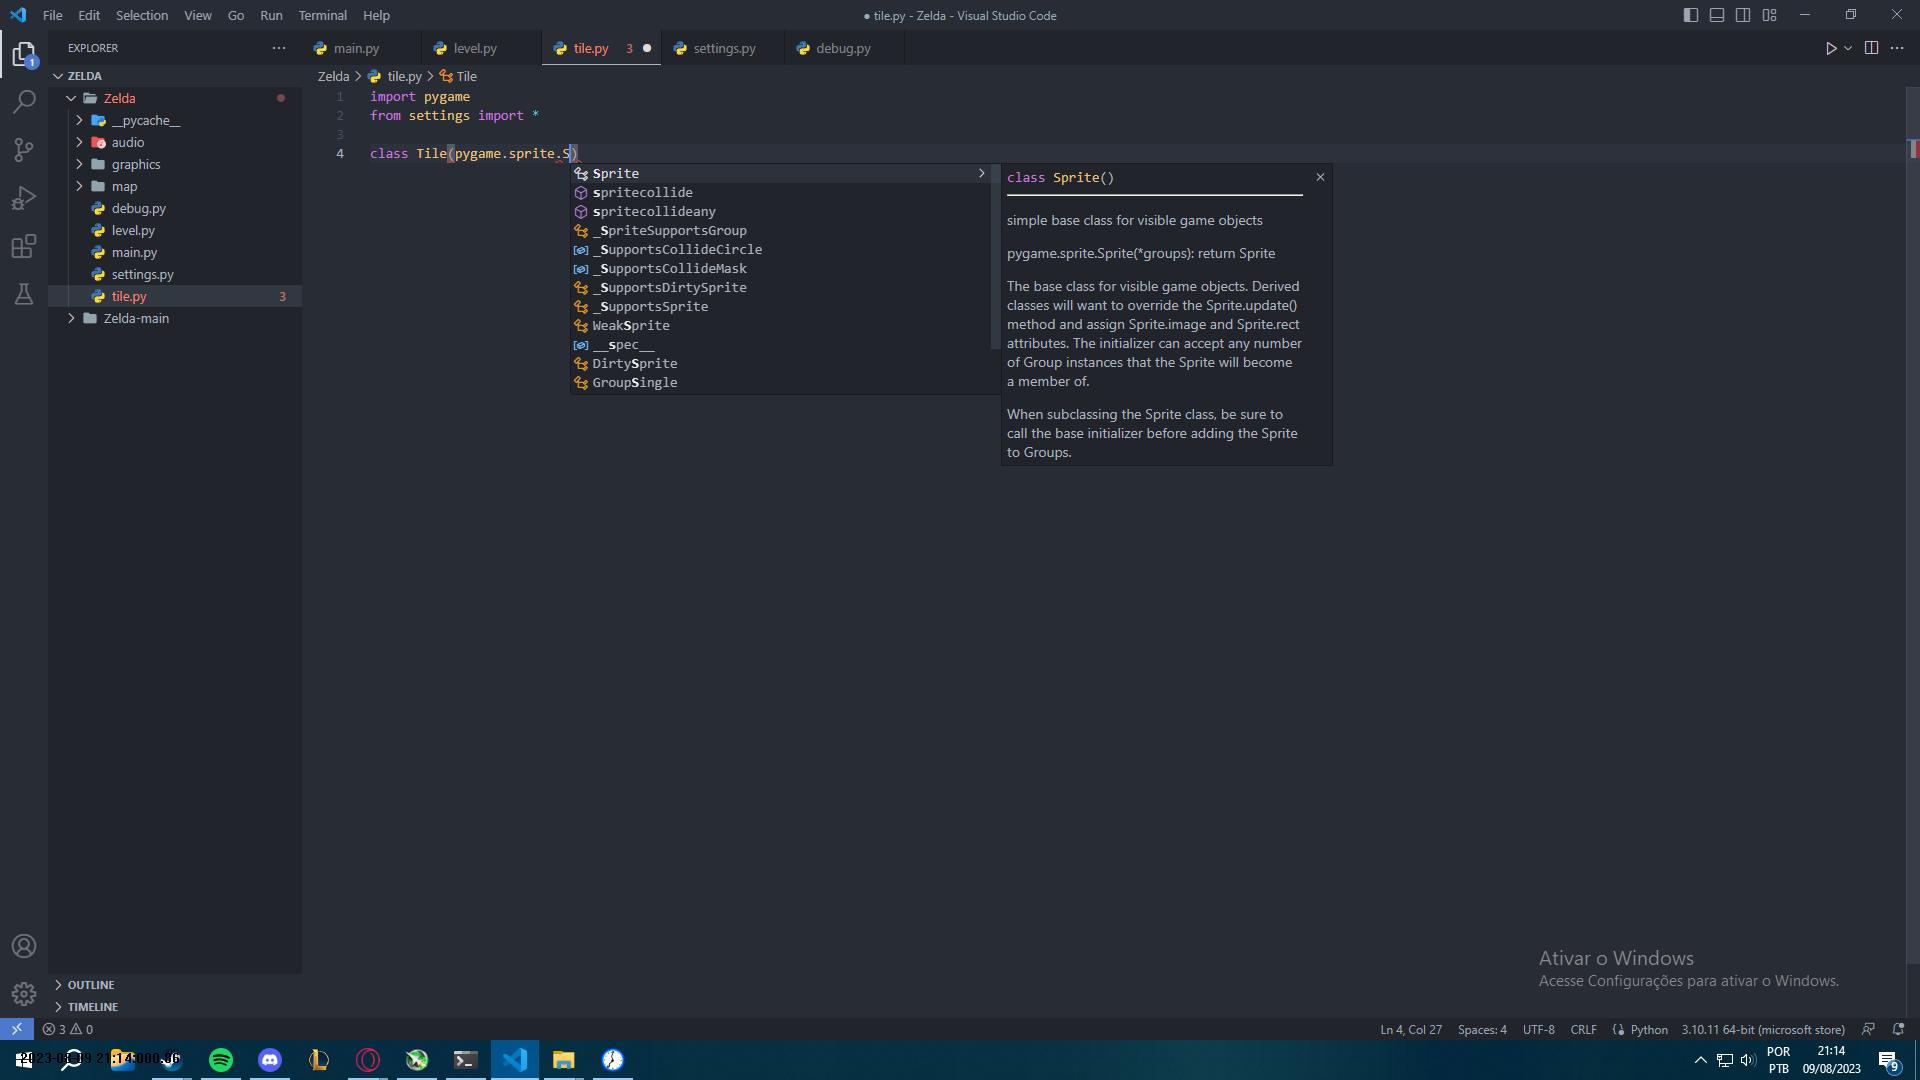 File Edit Selection View Go Run Terminal Help
● tile.py - Zelda - Visual Studio Code
EXPLORER
main.py
level.py
tile.py 3
settings.py
debug.py
1
ZELDA
Zelda
__pycache__
audio
graphics
map
debug.py
level.py
main.py
settings.py
tile.py 3
Zelda-main
Zelda > tile.py > Tile
1 import pygame
2 from settings import *
3
4 class Tile(pygame.sprite.S)
Sprite
spritecollide
spritecollideany
_SpriteSupportsGroup
_SupportsCollideCircle
_SupportsCollideMask
_SupportsDirtySprite
_SupportsSprite
WeakSprite
__spec__
DirtySprite
GroupSingle
class Sprite()
simple base class for visible game objects
pygame.sprite.Sprite(*groups): return Sprite
The base class for visible game objects. Derived
classes will want to override the Sprite.update()
method and assign Sprite.image and Sprite.rect
attributes. The initializer can accept any number
of Group instances that the Sprite will become
a member of.
When subclassing the Sprite class, be sure to
call the base initializer before adding the Sprite
to Groups.
Ativar o Windows
Acesse Configurações para ativar o Windows.
OUTLINE
TIMELINE
3 0
Ln 4, Col 27 Spaces: 4 UTF-8 CRLF Python 3.10.11 64-bit (microsoft store)
POR
PTB
21:14
09/08/2023
9